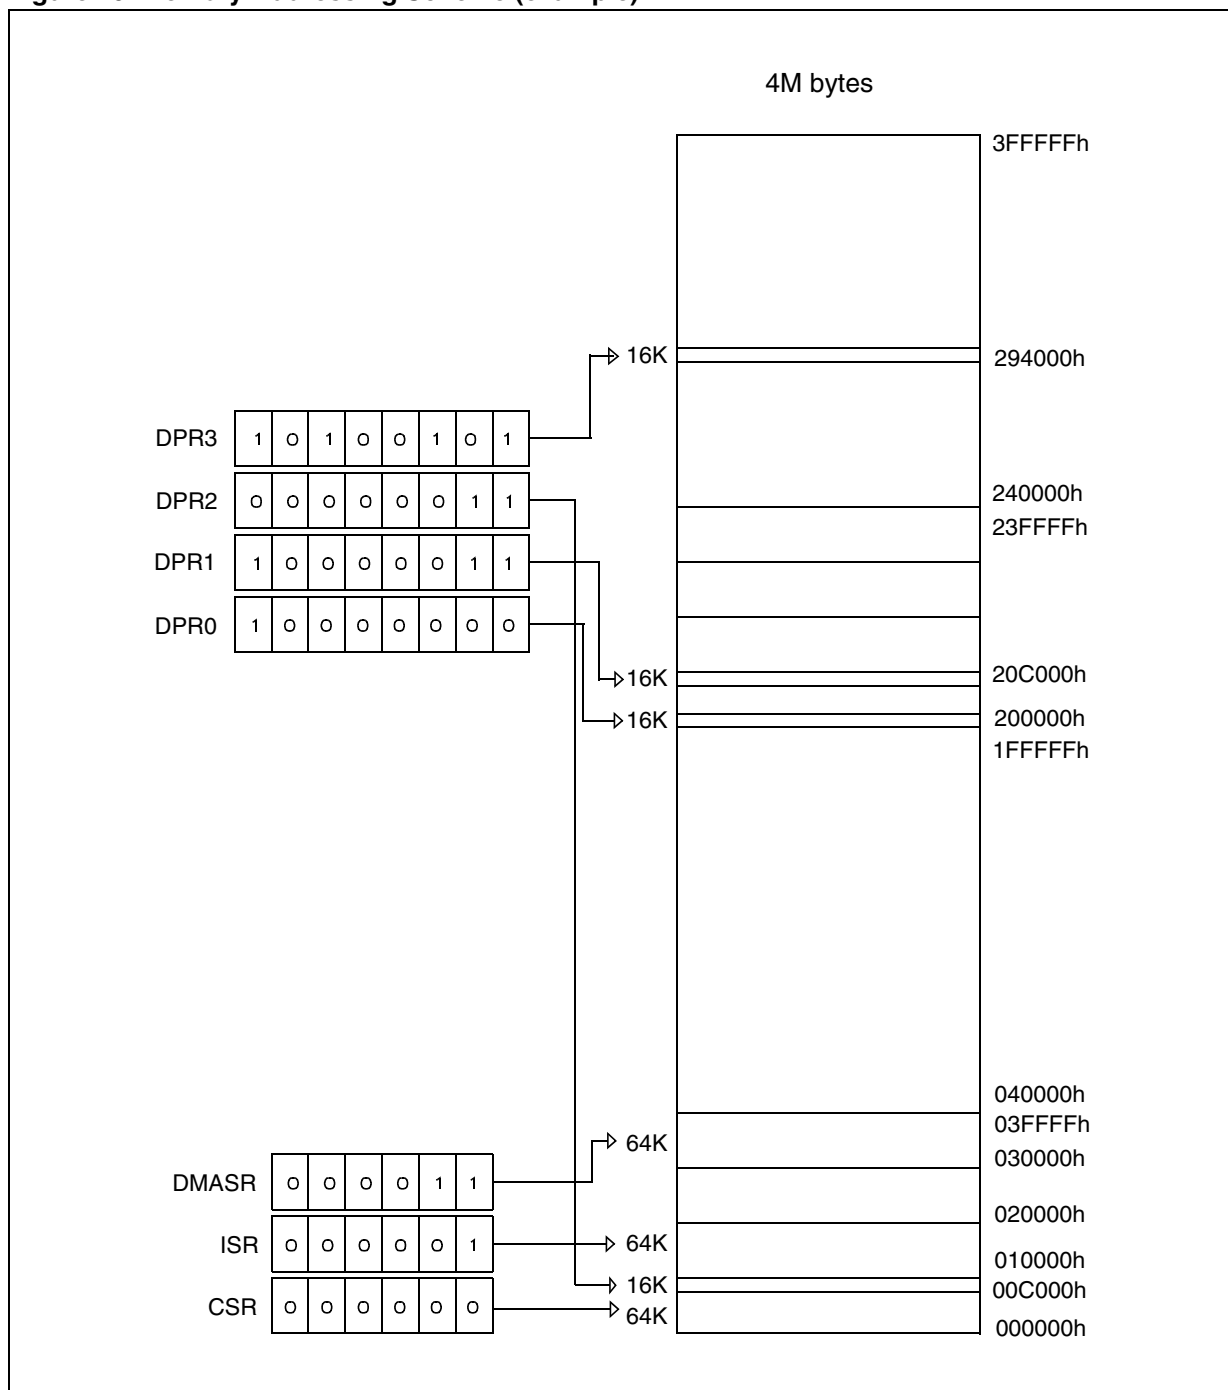 4M bytes
3FFFFFh
16K
294000h
DPR3 1 0 1 0 0 1 0 1
240000h
DPR2 0 0 0 0 0 0 1 1
23FFFFh
DPR1 1 0 0 0 0 0 1 1
DPR0 1 0 0 0 0 0 0 0
16K
20C000h
16K
200000h
1FFFFFh
040000h
03FFFFh
64K
030000h
DMASR 0 0 0 0 1 1
020000h
ISR 0 0 0 0 0 1
64K
010000h
16K
00C000h
CSR 0 0 0 0 0 0
64K
000000h